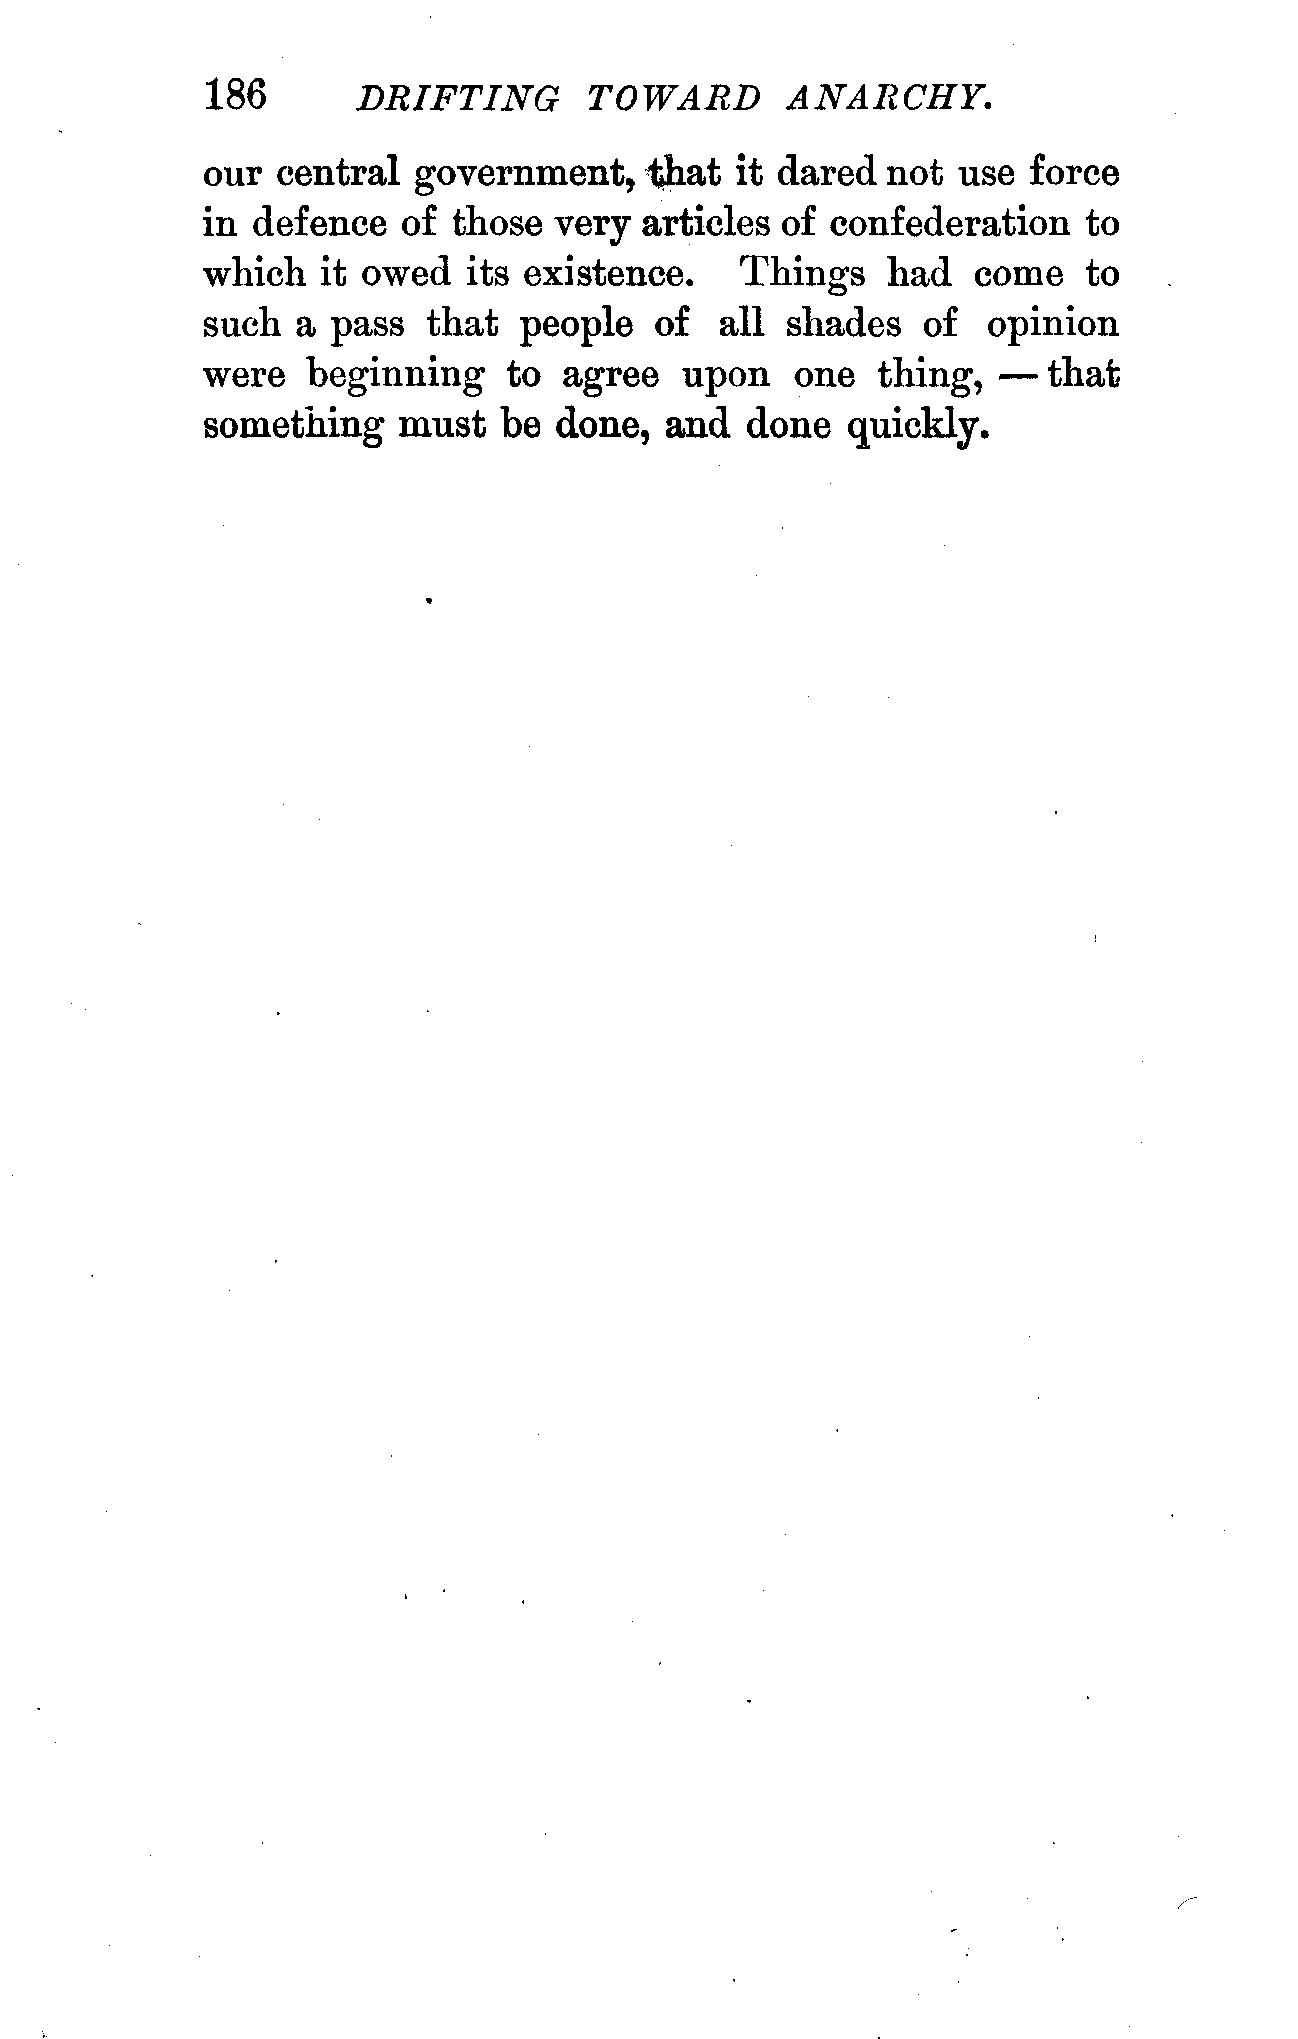 186 DRIFTING TOWARD ANARCHY.
our central government, that it dared not use force
in defence of those very articles of confederation to
which it owed its existence. Things had come to
such a pass that people of all shades of opinion
were beginning to agree upon one thing, — that
something must be done, and done quickly.